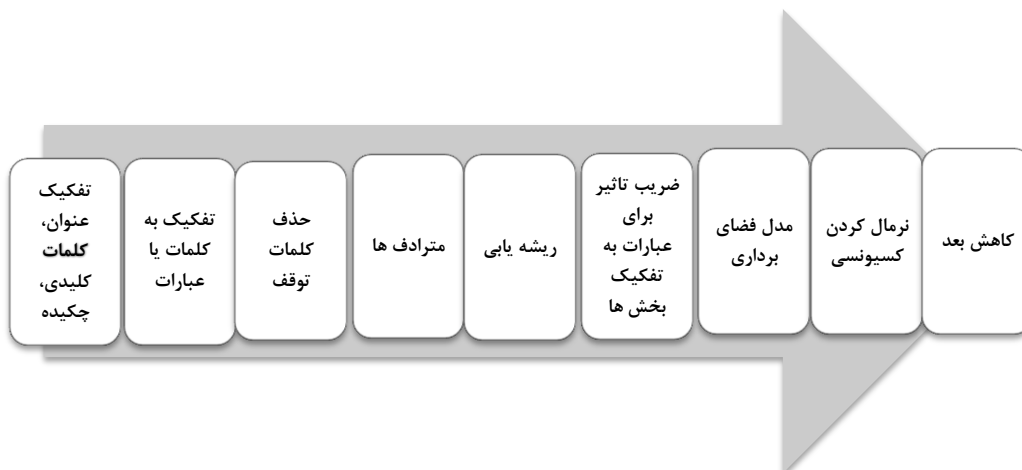 تفکیک
عنوان،
کلمات
کلیدی،
چکیده
تفکیک به
کلمات یا
عبارات
حذف
کلمات
توقف
مترادف ها
ریشه یابی
ضریب تاثیر
برای
عبارات به
تفکیک
بخش ها
مدل فضای
برداری
نرمال کردن
کسیونسی
کاهش بعد